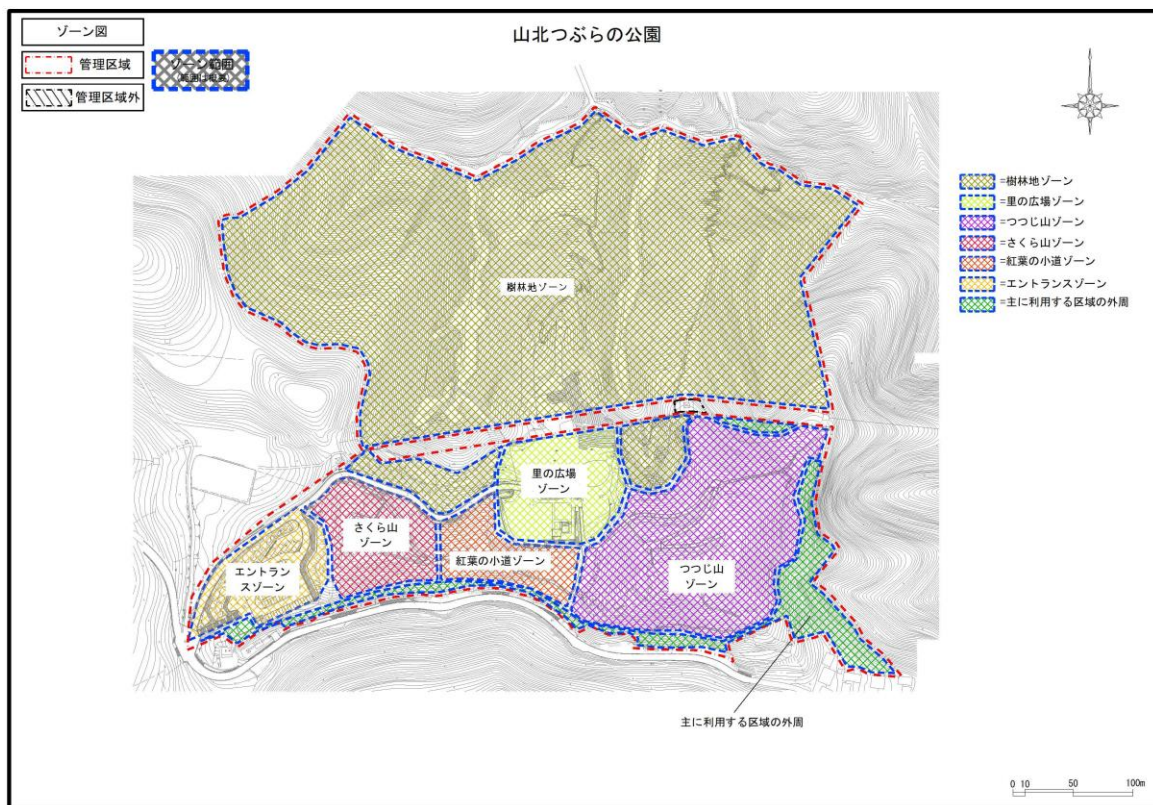 ゾーン図
山北つぶらの公園
管理区域
ゾーン範囲
(範囲は概要)
管理区域外
=樹林地ゾーン
=里の広場ゾーン
=つつじ山ゾーン
=さくら山ゾーン
=紅葉の小道ゾーン
=エントランスゾーン
=主に利用する区域の外周
樹林地ゾーン
里の広場
ゾーン
さくら山
ゾーン
紅葉の小道ゾーン
つつじ山
ゾーン
エントラン
スゾーン
主に利用する区域の外周
0 10 50 100m